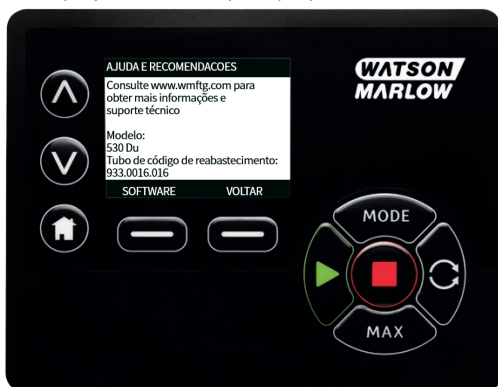 AJUDA E RECOMENDACOES
Consulte www.wmftg.com para
obter mais informações e
suporte técnico
Modelo:
530 Du
Tubo de código de reabastecimento:
933.0016.016
SOFTWARE VOLTAR
WATSON
MARLOW
MODE
MAX